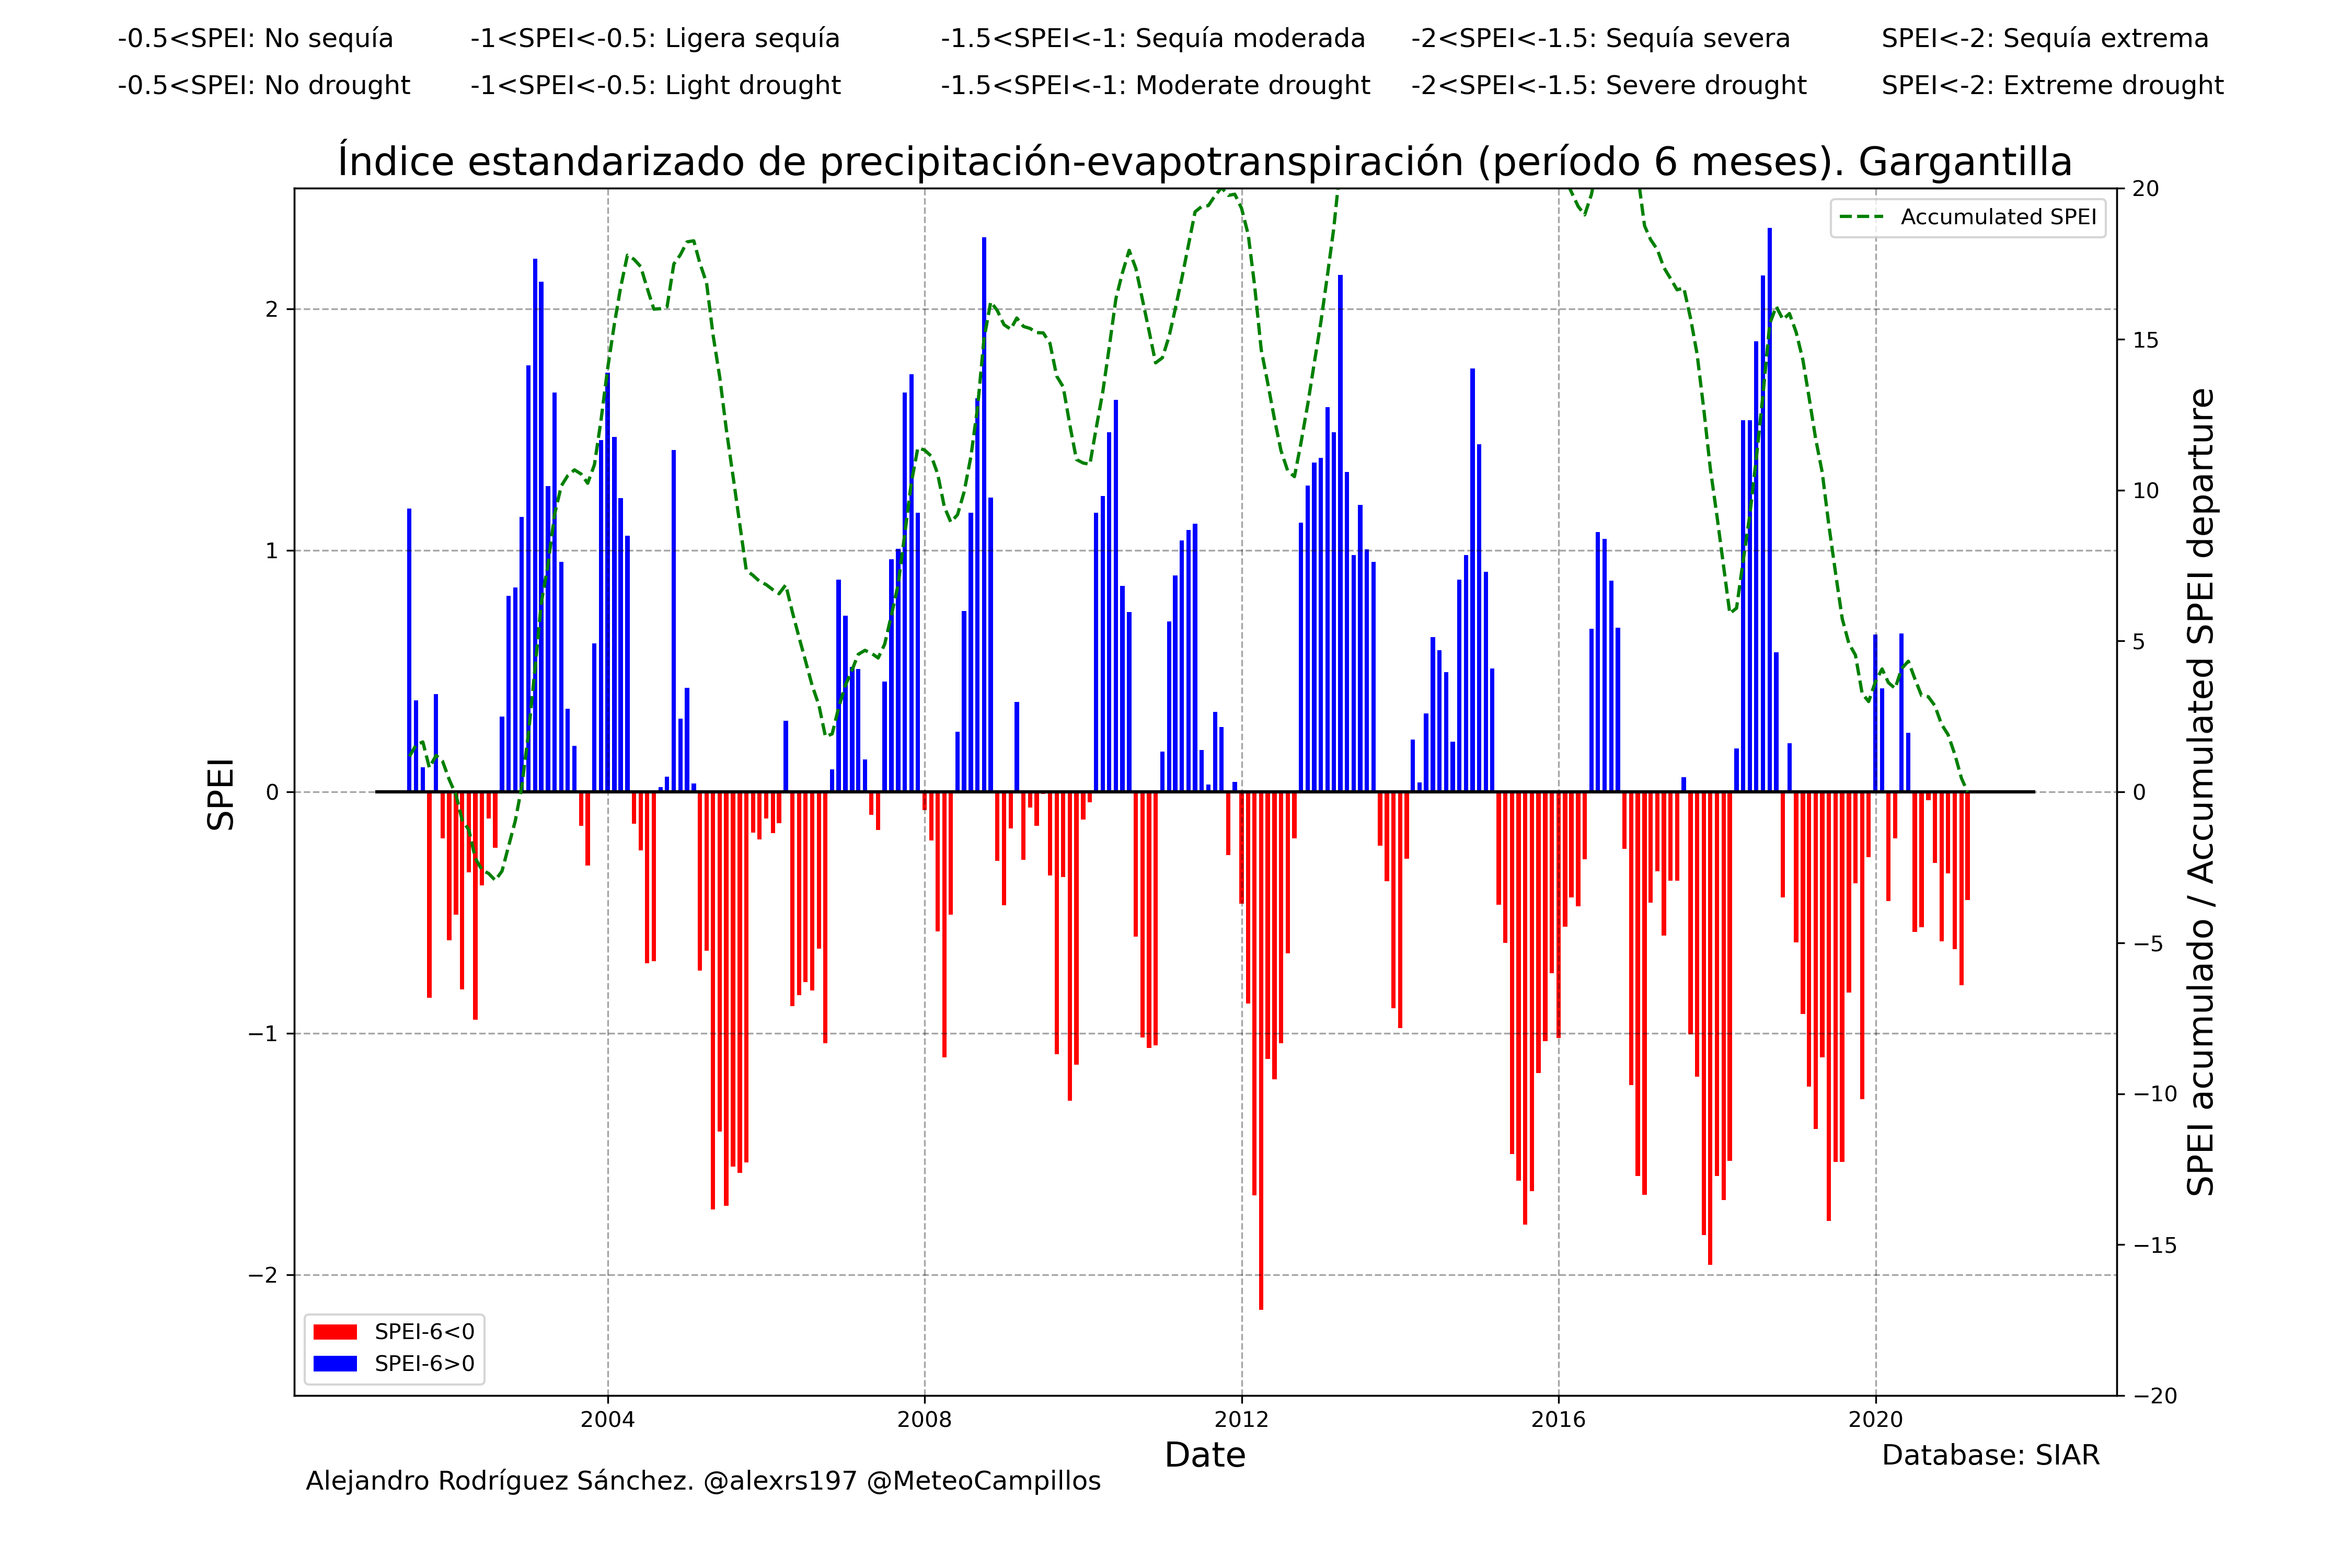 -0.5<SPEI: No sequía
-1<SPEI<-0.5: Ligera sequía
-1.5<SPEI<-1: Sequía moderada
-2<SPEI<-1.5: Sequía severa
SPEI<-2: Sequía extrema
-0.5<SPEI: No drought
-1<SPEI<-0.5: Light drought
-1.5<SPEI<-1: Moderate drought
-2<SPEI<-1.5: Severe drought
SPEI<-2: Extreme drought
Índice estandarizado de precipitación-evapotranspiración (período 6 meses). Gargantilla
Accumulated SPEI
SPEI
2
1
0
−1
−2
20
15
10
5
0
−5
−10
−15
−20
SPEI acumulado / Accumulated SPEI departure
SPEI-6<0
SPEI-6>0
2004
2008
2012
2016
2020
Date
Database: SIAR
Alejandro Rodríguez Sánchez. @alexrs197 @MeteoCampillos